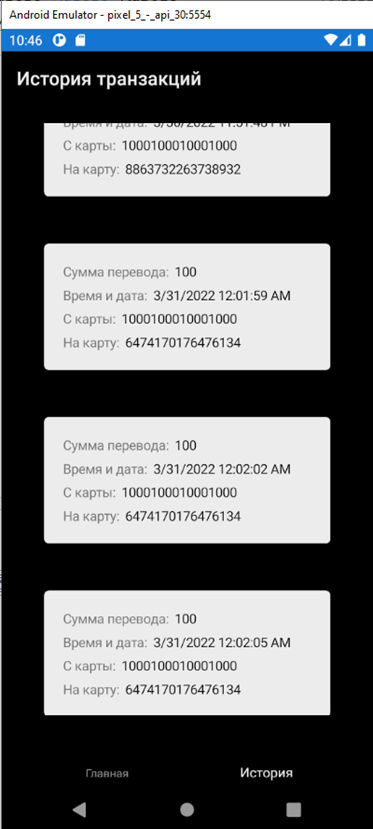 Android Emulator - pixel_5_-_api_30:5554
10:46
История транзакций
Время и дата: 3/30/2022 11:51:46 PM
С карты: 1000100010001000
На карту: 8863732263738932
Сумма перевода: 100
Время и дата: 3/31/2022 12:01:59 AM
С карты: 1000100010001000
На карту: 6474170176476134
Сумма перевода: 100
Время и дата: 3/31/2022 12:02:02 AM
С карты: 1000100010001000
На карту: 6474170176476134
Сумма перевода: 100
Время и дата: 3/31/2022 12:02:05 AM
С карты: 1000100010001000
На карту: 6474170176476134
Главная История